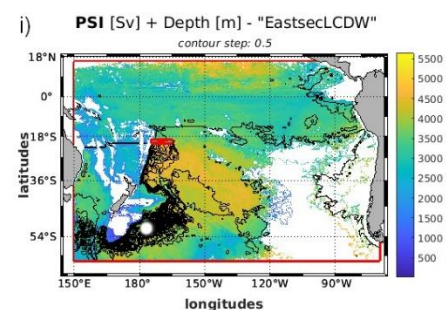 i)
PSI [Sv] + Depth [m] - "EastsecLCDW"
contour step: 0.5
latitudes
18°N
0°
18°S
36°S
54°S
150°E
180°W
150°W
120°W
90°W
longitudes
5500
5000
4500
4000
3500
3000
2500
2000
1500
1000
500